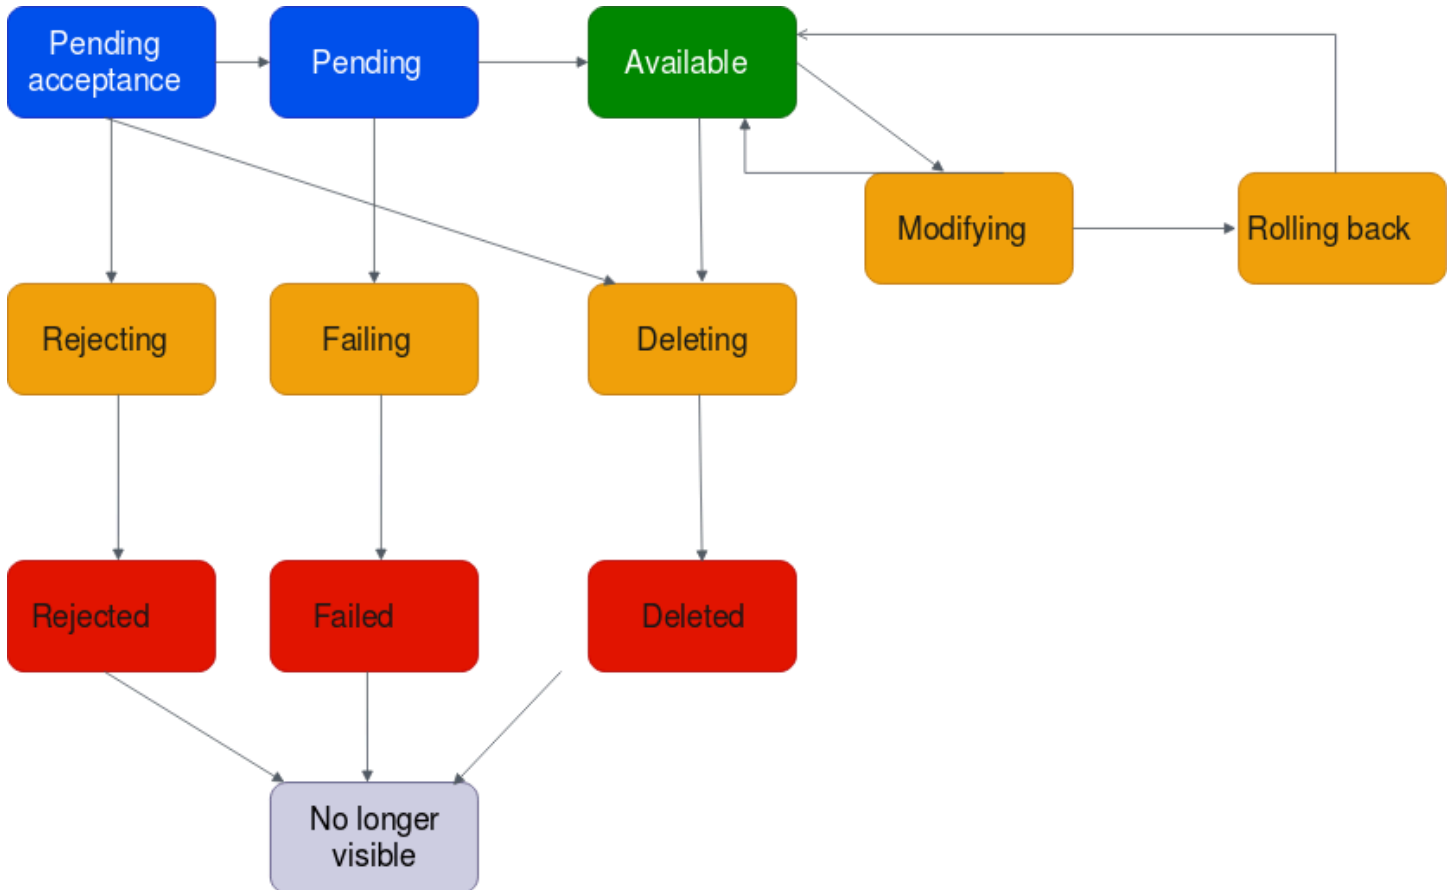 Pending
acceptance
Pending
Available
Modifying
Rolling back
Rejecting
Failing
Deleting
Rejected
Failed
Deleted
No longer
visible